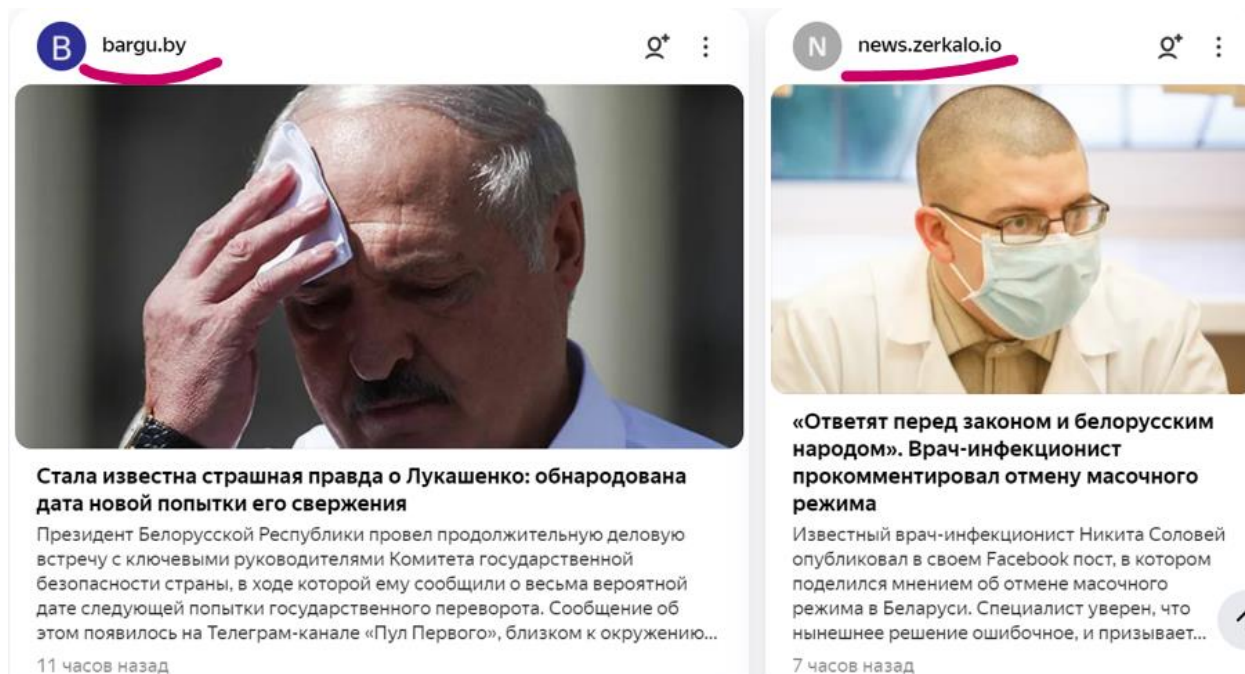 B bargu.by
Стала известна страшная правда о Лукашенко: обнародована
дата новой попытки его свержения
Президент Белорусской Республики провел продолжительную деловую
встречу с ключевыми руководителями Комитета государственной
безопасности страны, в ходе которой ему сообщили о весьма вероятной
дате следующей попытки государственного переворота. Сообщение об
этом появилось на Телеграм-канале «Пул Первого», близком к окружению...
11 часов назад
N news.zerkalo.io
«Ответят перед законом и белорусским
народом». Врач-инфекционист
прокомментировал отмену масочного
режима
Известный врач-инфекционист Никита Соловей
опубликовал в своем Facebook пост, в котором
поделился мнением об отмене масочного
режима в Беларуси. Специалист уверен, что
нынешнее решение ошибочное, и призывает...
7 часов назад